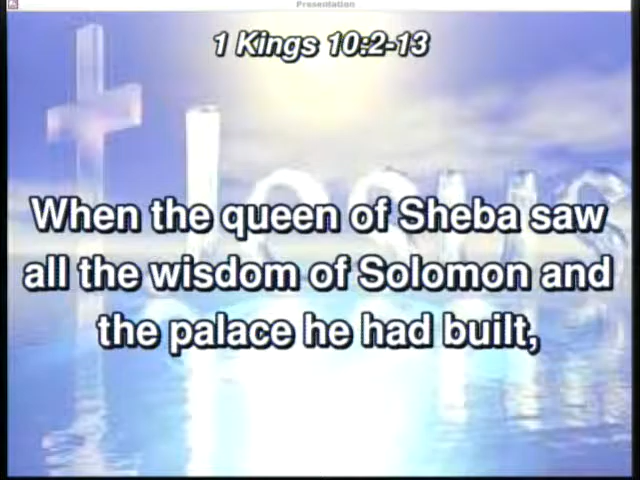 Presentation
1 Kings 10:2-13
Jesus
When the queen of Sheba saw
all the wisdom of Solomon and
the palace he had built,